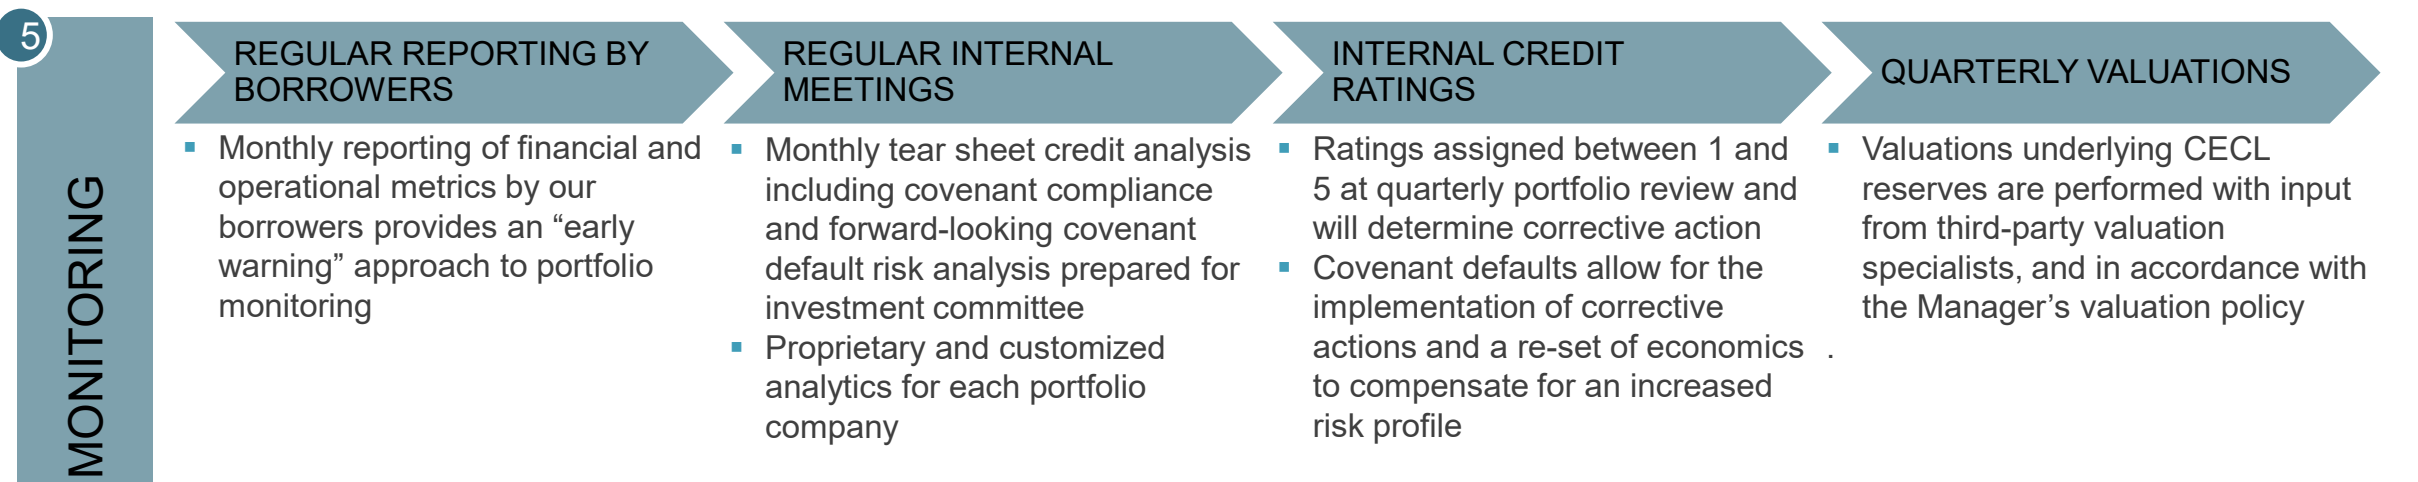 5
MONITORING
REGULAR REPORTING BY
BORROWERS
▪ Monthly reporting of financial and
operational metrics by our
borrowers provides an “early
warning” approach to portfolio
monitoring
REGULAR INTERNAL
MEETINGS
▪ Monthly tear sheet credit analysis
including covenant compliance
and forward-looking covenant
default risk analysis prepared for
investment committee
▪ Proprietary and customized
analytics for each portfolio
company
INTERNAL CREDIT
RATINGS
▪ Ratings assigned between 1 and
5 at quarterly portfolio review and
will determine corrective action
▪ Covenant defaults allow for the
implementation of corrective
actions and a re-set of economics
to compensate for an increased
risk profile
QUARTERLY VALUATIONS
▪ Valuations underlying CECL
reserves are performed with input
from third-party valuation
specialists, and in accordance with
the Manager’s valuation policy
.